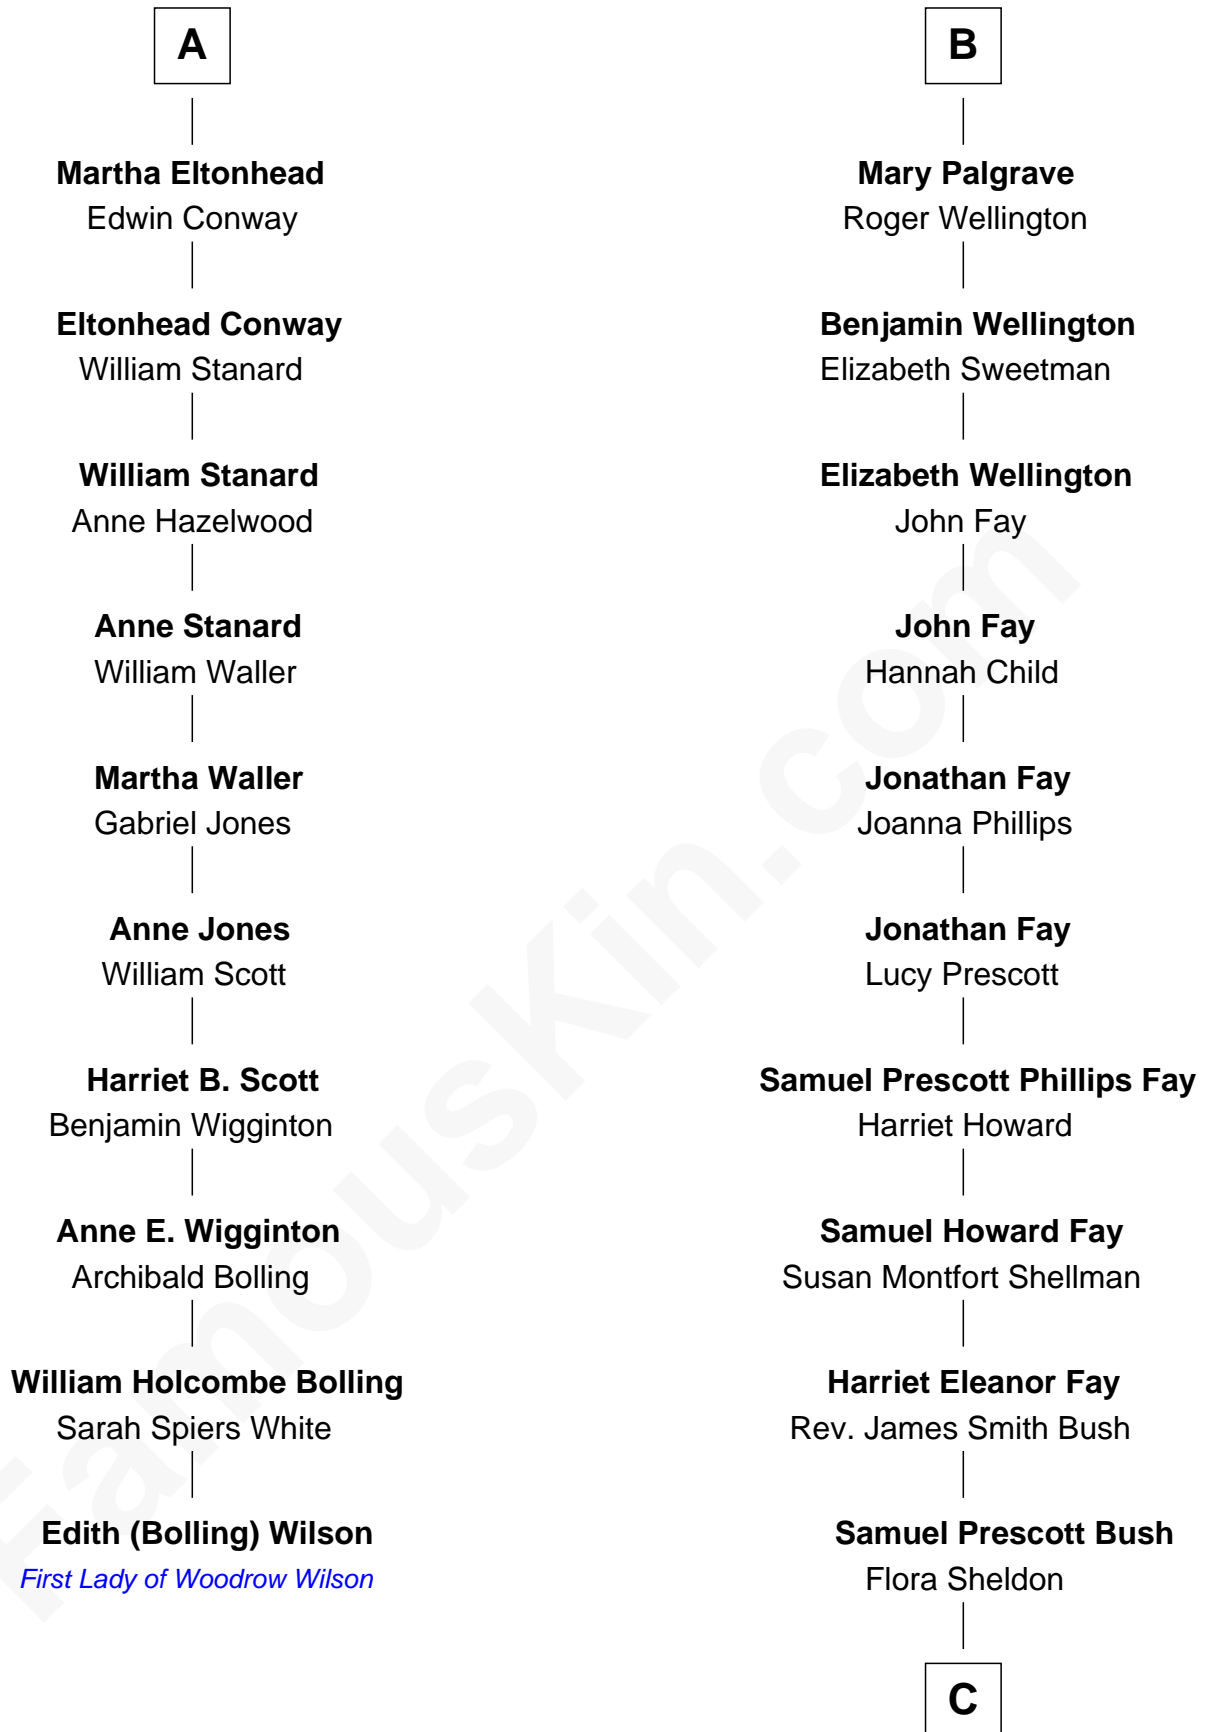 A
Martha Eltonhead
Edwin Conway
Eltonhead Conway
William Stanard
William Stanard
Anne Hazelwood
Anne Stanard
William Waller
Martha Waller
Gabriel Jones
Anne Jones
William Scott
Harriet B. Scott
Benjamin Wigginton
Anne E. Wigginton
Archibald Bolling
William Holcombe Bolling
Sarah Spiers White
Edith (Bolling) Wilson
First Lady of Woodrow Wilson
B
Mary Palgrave
Roger Wellington
Benjamin Wellington
Elizabeth Sweetman
Elizabeth Wellington
John Fay
John Fay
Hannah Child
Jonathan Fay
Joanna Phillips
Jonathan Fay
Lucy Prescott
Samuel Prescott Phillips Fay
Harriet Howard
Samuel Howard Fay
Susan Montfort Shellman
Harriet Eleanor Fay
Rev. James Smith Bush
Samuel Prescott Bush
Flora Sheldon
C
FamousKin.com